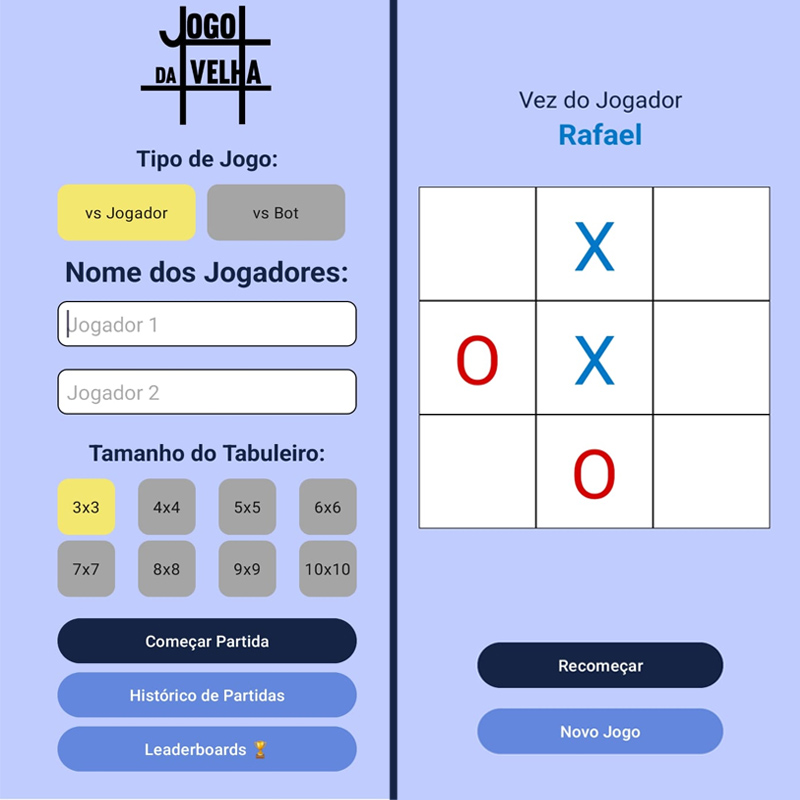 JOGO
DA VELHA
Tipo de Jogo:
vs Jogador
vs Bot
Nome dos Jogadores:
Jogador 1
Jogador 2
Tamanho do Tabuleiro:
3x3
4x4
5x5
6x6
7x7
8x8
9x9
10x10
Começar Partida
Histórico de Partidas
Leaderboards 🏆
Vez do Jogador
Rafael
X
O
X
O
Recomeçar
Novo Jogo